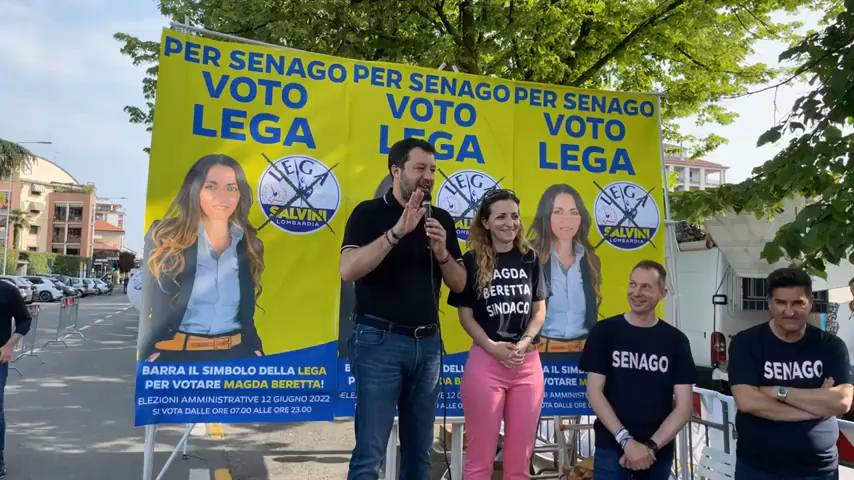 PER SENAGO
VOTO
LEGA
LEGA
SALVINI
LOMBARDIA
BARRA IL SIMBOLO DELLA LEGA
PER VOTARE MAGDA BERETTA!
ELEZIONI AMMINISTRATIVE 12 GIUGNO 2022
SI VOTA DALLE ORE 07.00 ALLE ORE 23.00
PER SENAGO
VOTO
LEGA
LEGA
PER SENAGO
VOTO
LEGA
LEGA
SALVINI
LOMBARDIA
MAGDA
BERETTA
SINDACO
SENAGO
SENAGO